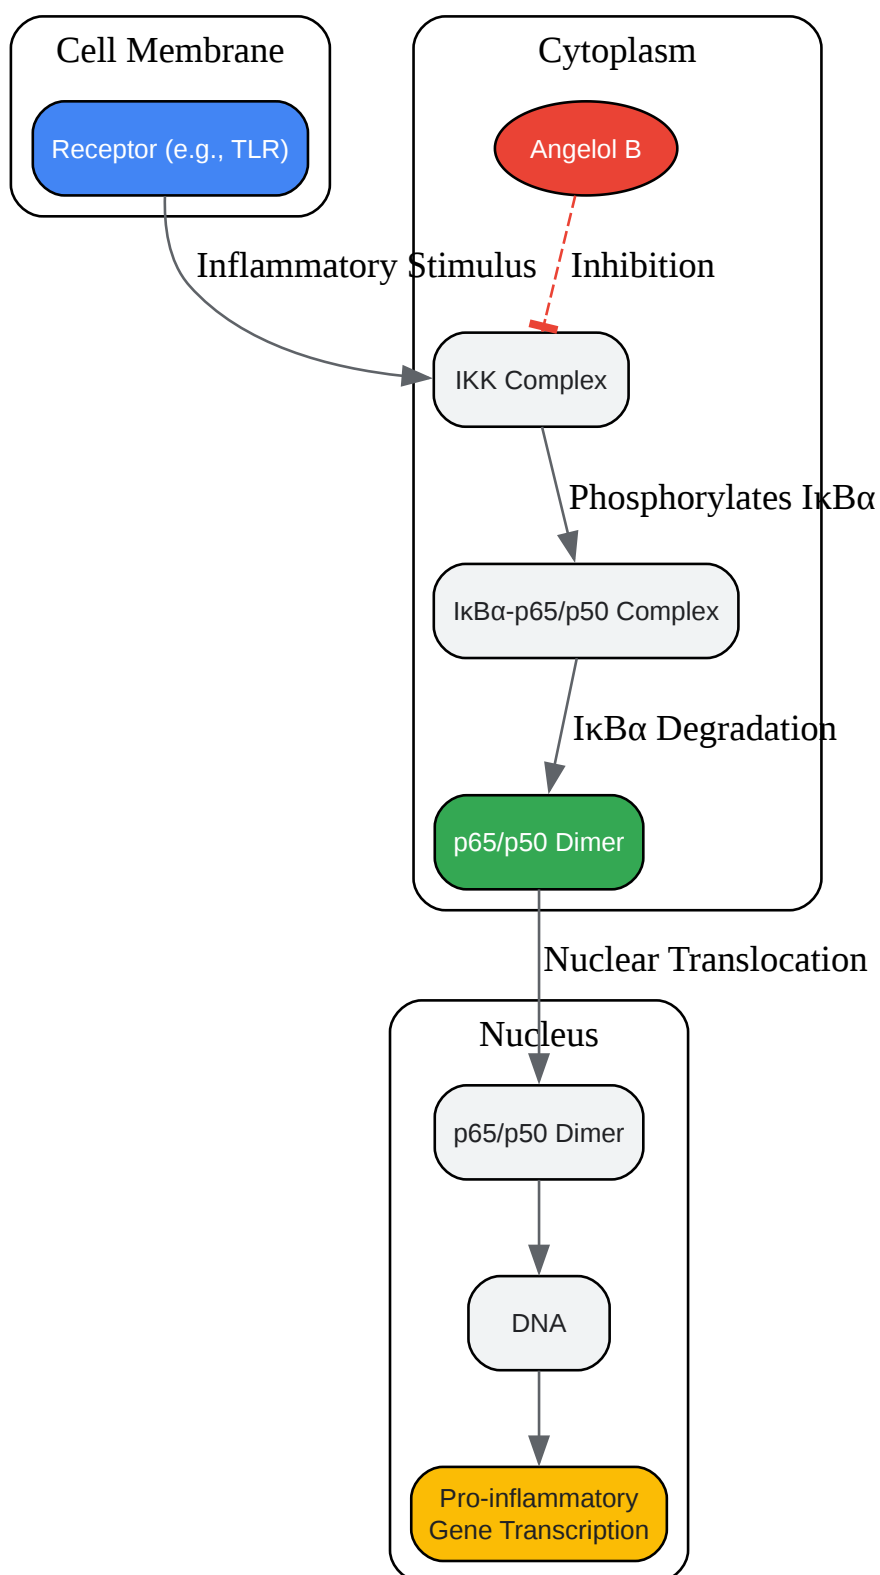 Cell Membrane
Cytoplasm
Receptor (e.g., TLR)
Angelol B
Inflammatory Stimulus
Inhibition
IKK Complex
Phosphorylates IκBα
IκBα-p65/p50 Complex
IκBα Degradation
p65/p50 Dimer
Nuclear Translocation
Nucleus
p65/p50 Dimer
DNA
Pro-inflammatory
Gene Transcription